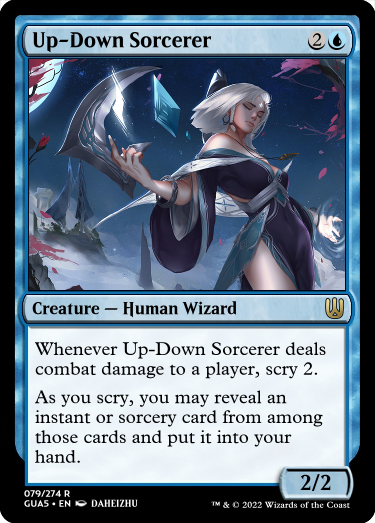 Up-Down Sorcerer 2
Creature — Human Wizard
Whenever Up-Down Sorcerer deals
combat damage to a player, scry 2.
As you scry, you may reveal an
instant or sorcery card from among
those cards and put it into your
hand.
2/2
079/274 R
GUA5 • EN DAHEIZHU
™ & © 2022 Wizards of the Coast